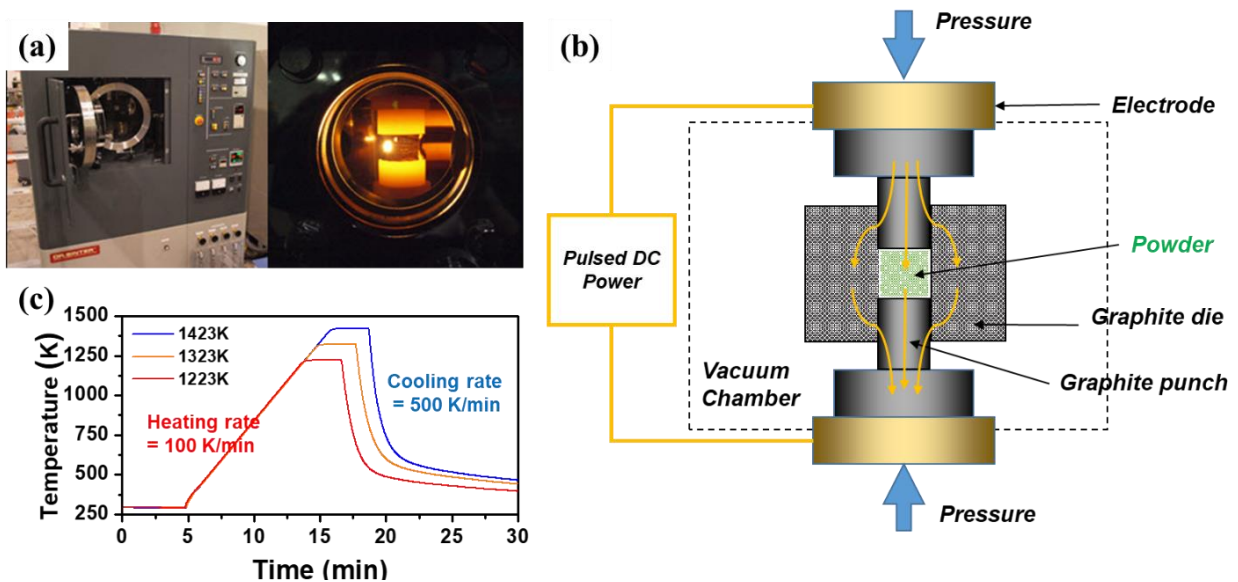 (a)
DR.SINTER
(b)
Pressure
Electrode
Pulsed DC
Power
Powder
Graphite die
Graphite punch
Vacuum
Chamber
Pressure
(c)
Temperature (K)
1500
1250
1000
750
500
250
1423K
1323K
1223K
Cooling rate
= 500 K/min
Heating rate
= 100 K/min
0
5
10
15
20
25
30
Time (min)